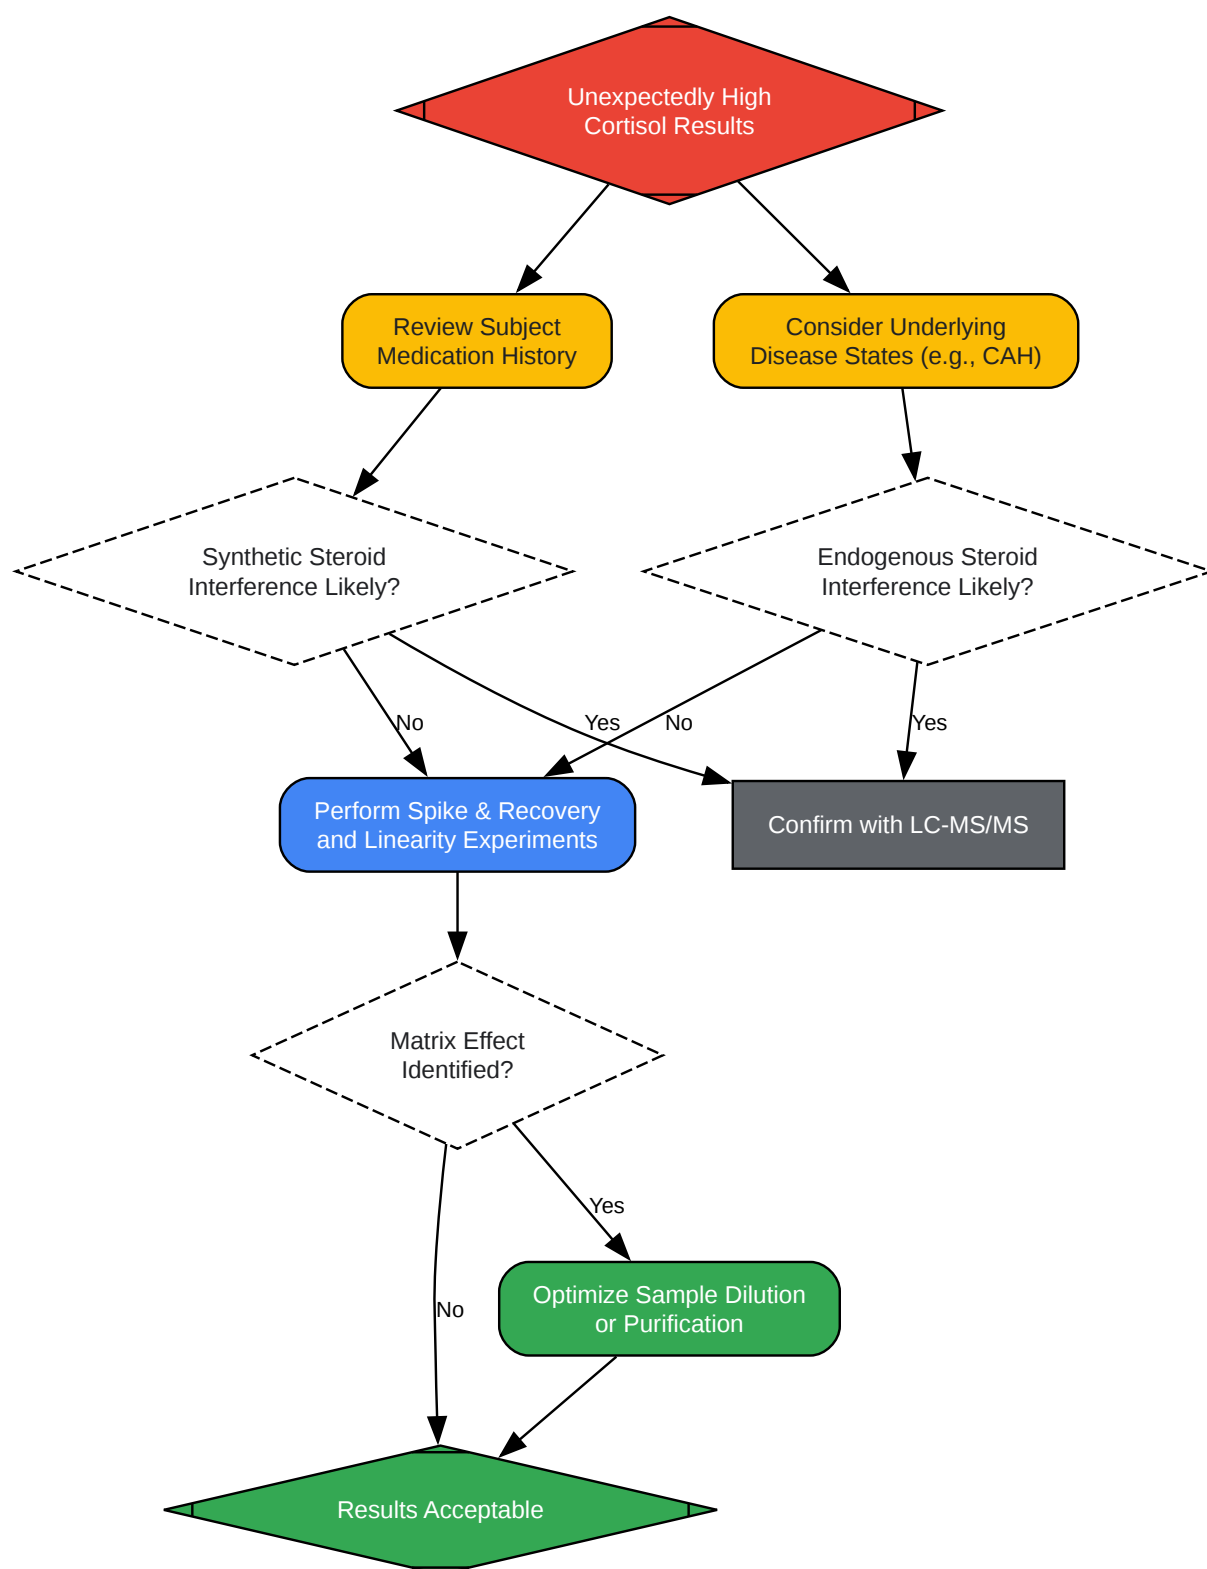 Unexpectedly High
Cortisol Results
Review Subject
Medication History
Consider Underlying
Disease States (e.g., CAH)
Synthetic Steroid
Interference Likely?
Endogenous Steroid
Interference Likely?
No
Yes
No
Yes
Perform Spike & Recovery
and Linearity Experiments
Confirm with LC-MS/MS
Matrix Effect
Identified?
Yes
Optimize Sample Dilution
or Purification
No
Results Acceptable